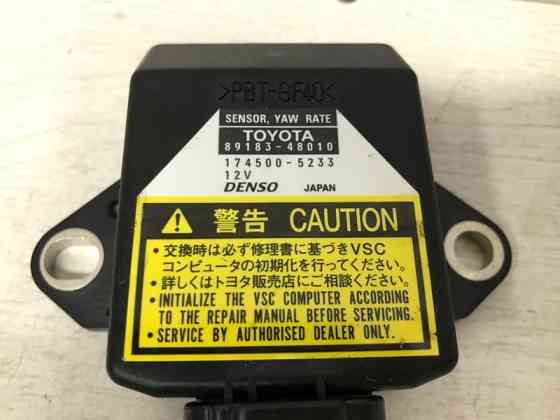 >PBT-GF40<
SENSOR, YAW RATE
TOYOTA
89183-48010
174500-5233
12V
DENSO JAPAN
警告 CAUTION
・交換時は必ず修理書に基づきVSC
コンピュータの初期化を行ってください。
・詳しくはトヨタ販売店にご相談ください。
・INITIALIZE THE VSC COMPUTER ACCORDING
TO THE REPAIR MANUAL BEFORE SERVICING.
・SERVICE BY AUTHORISED DEALER ONLY.